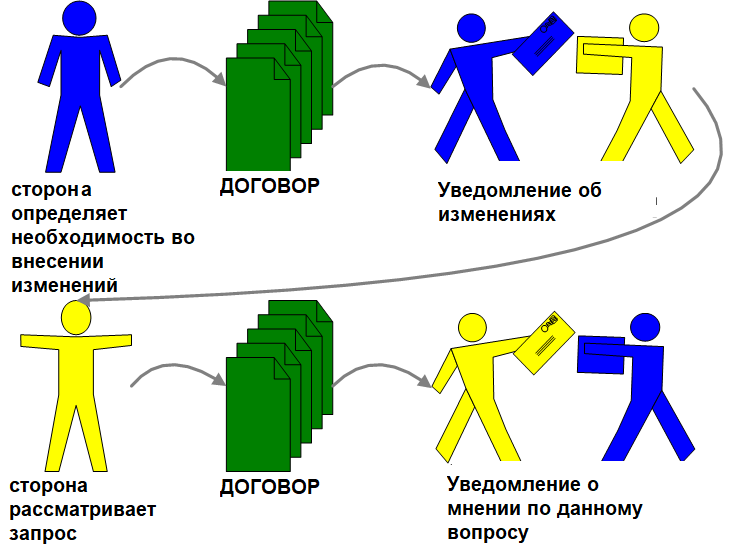 сторона
определяет
необходимость во
внесении
изменений
ДОГОВОР
Уведомление об
изменениях
сторона
рассматривает
запрос
ДОГОВОР
Уведомление о
мнении по данному
вопросу